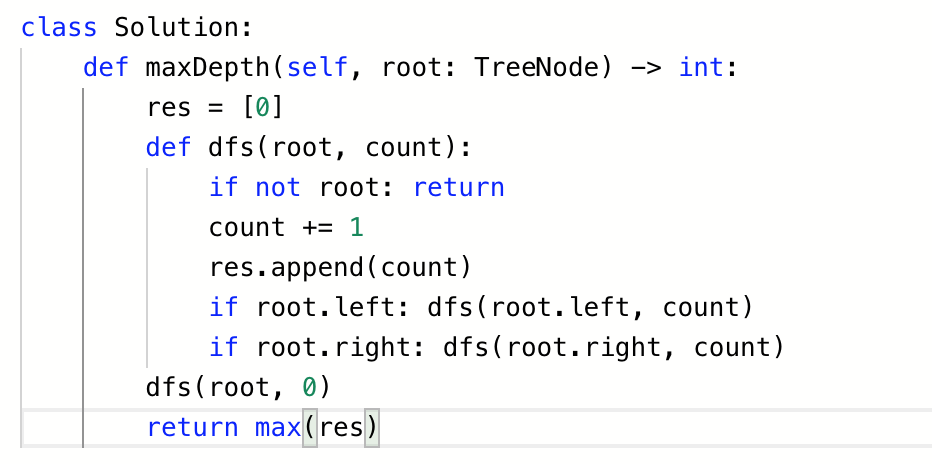 class Solution:
    def maxDepth(self, root: TreeNode) -> int:
        res = [0]
        def dfs(root, count):
            if not root: return
            count += 1
            res.append(count)
            if root.left: dfs(root.left, count)
            if root.right: dfs(root.right, count)
        dfs(root, 0)
        return max(res)